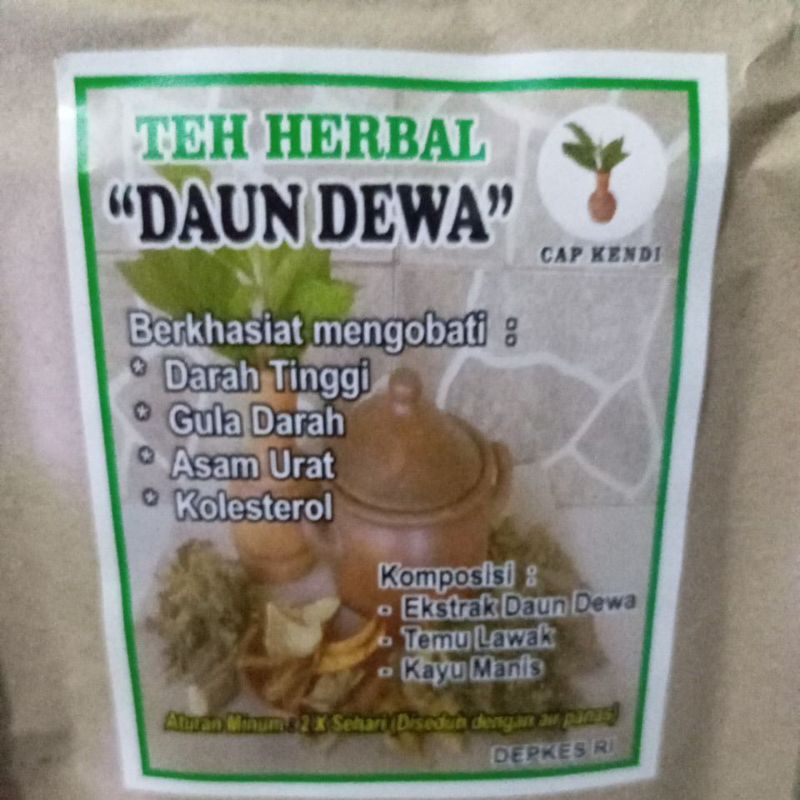 TEH HERBAL
"DAUN DEWA"
CAP KENDI
Berkhasiat mengobati :
* Darah Tinggi
* Gula Darah
* Asam Urat
* Kolesterol
Komposisi :
- Ekstrak Daun Dewa
- Temu Lawak
- Kayu Manis
Aturan Minum : 2 X Sehari (Diseduh dengan air panas)
DEPKES RI